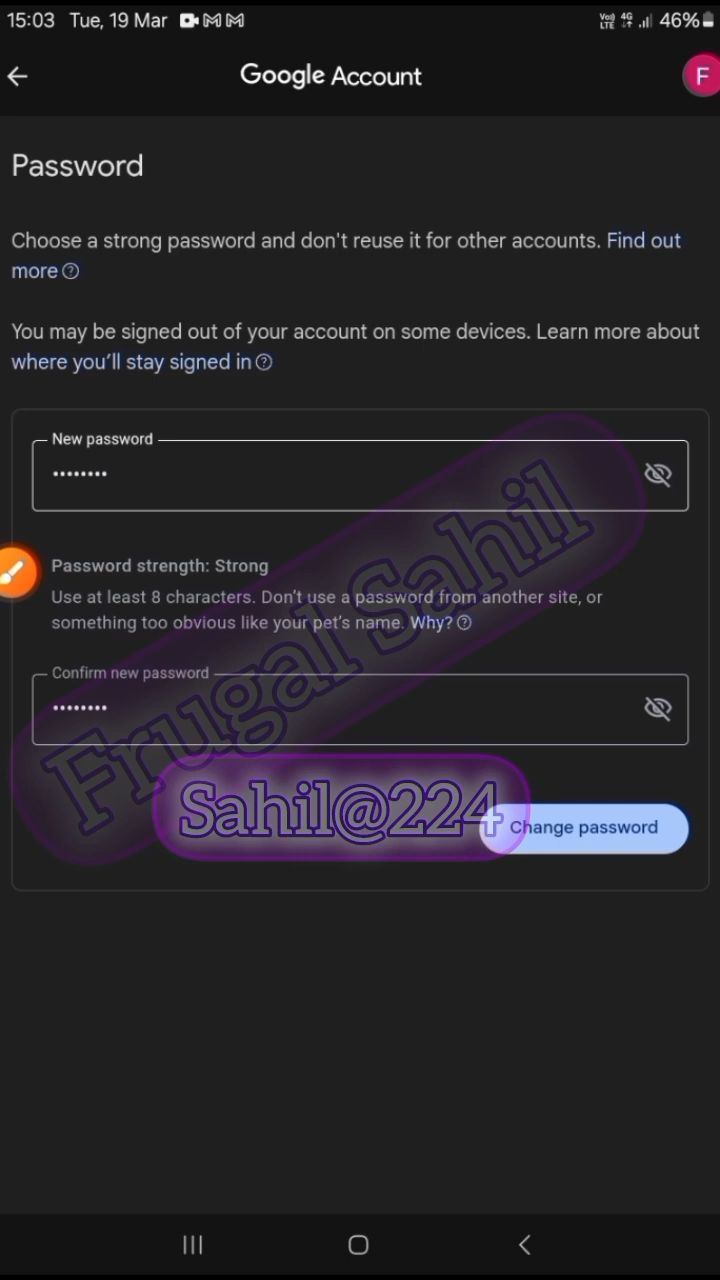 15:03 Tue, 19 Mar
Vo)) LTE 4G 46%
Google Account
F
Password
Choose a strong password and don't reuse it for other accounts. Find out
more
You may be signed out of your account on some devices. Learn more about
where you'll stay signed in
New password
••••••••
Password strength: Strong
Use at least 8 characters. Don't use a password from another site, or
something too obvious like your pet's name. Why?
Confirm new password
••••••••
Frugal Sahil
Sahil@224
Change password